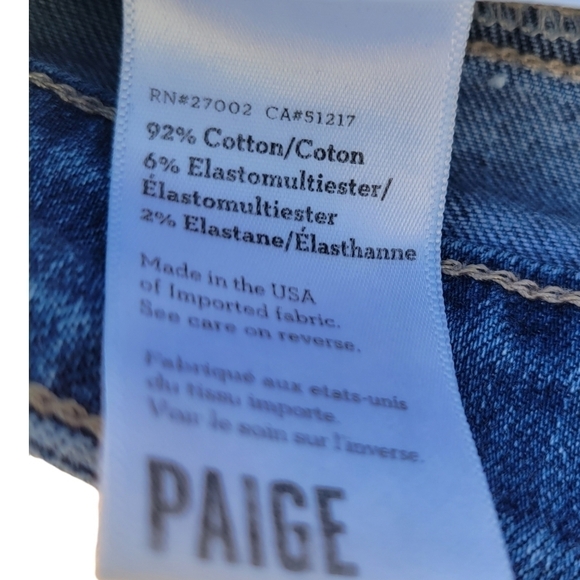 RN#27002 CA#51217
92% Cotton/Coton
6% Elastomultiester/
Élastomultiester
2% Elastane/Élasthanne
Made in the USA
of Imported fabric.
See care on reverse.
Fabriqué aux etats-unis
du tissu importe.
Voir le soin sur l'inverse.
PAIGE